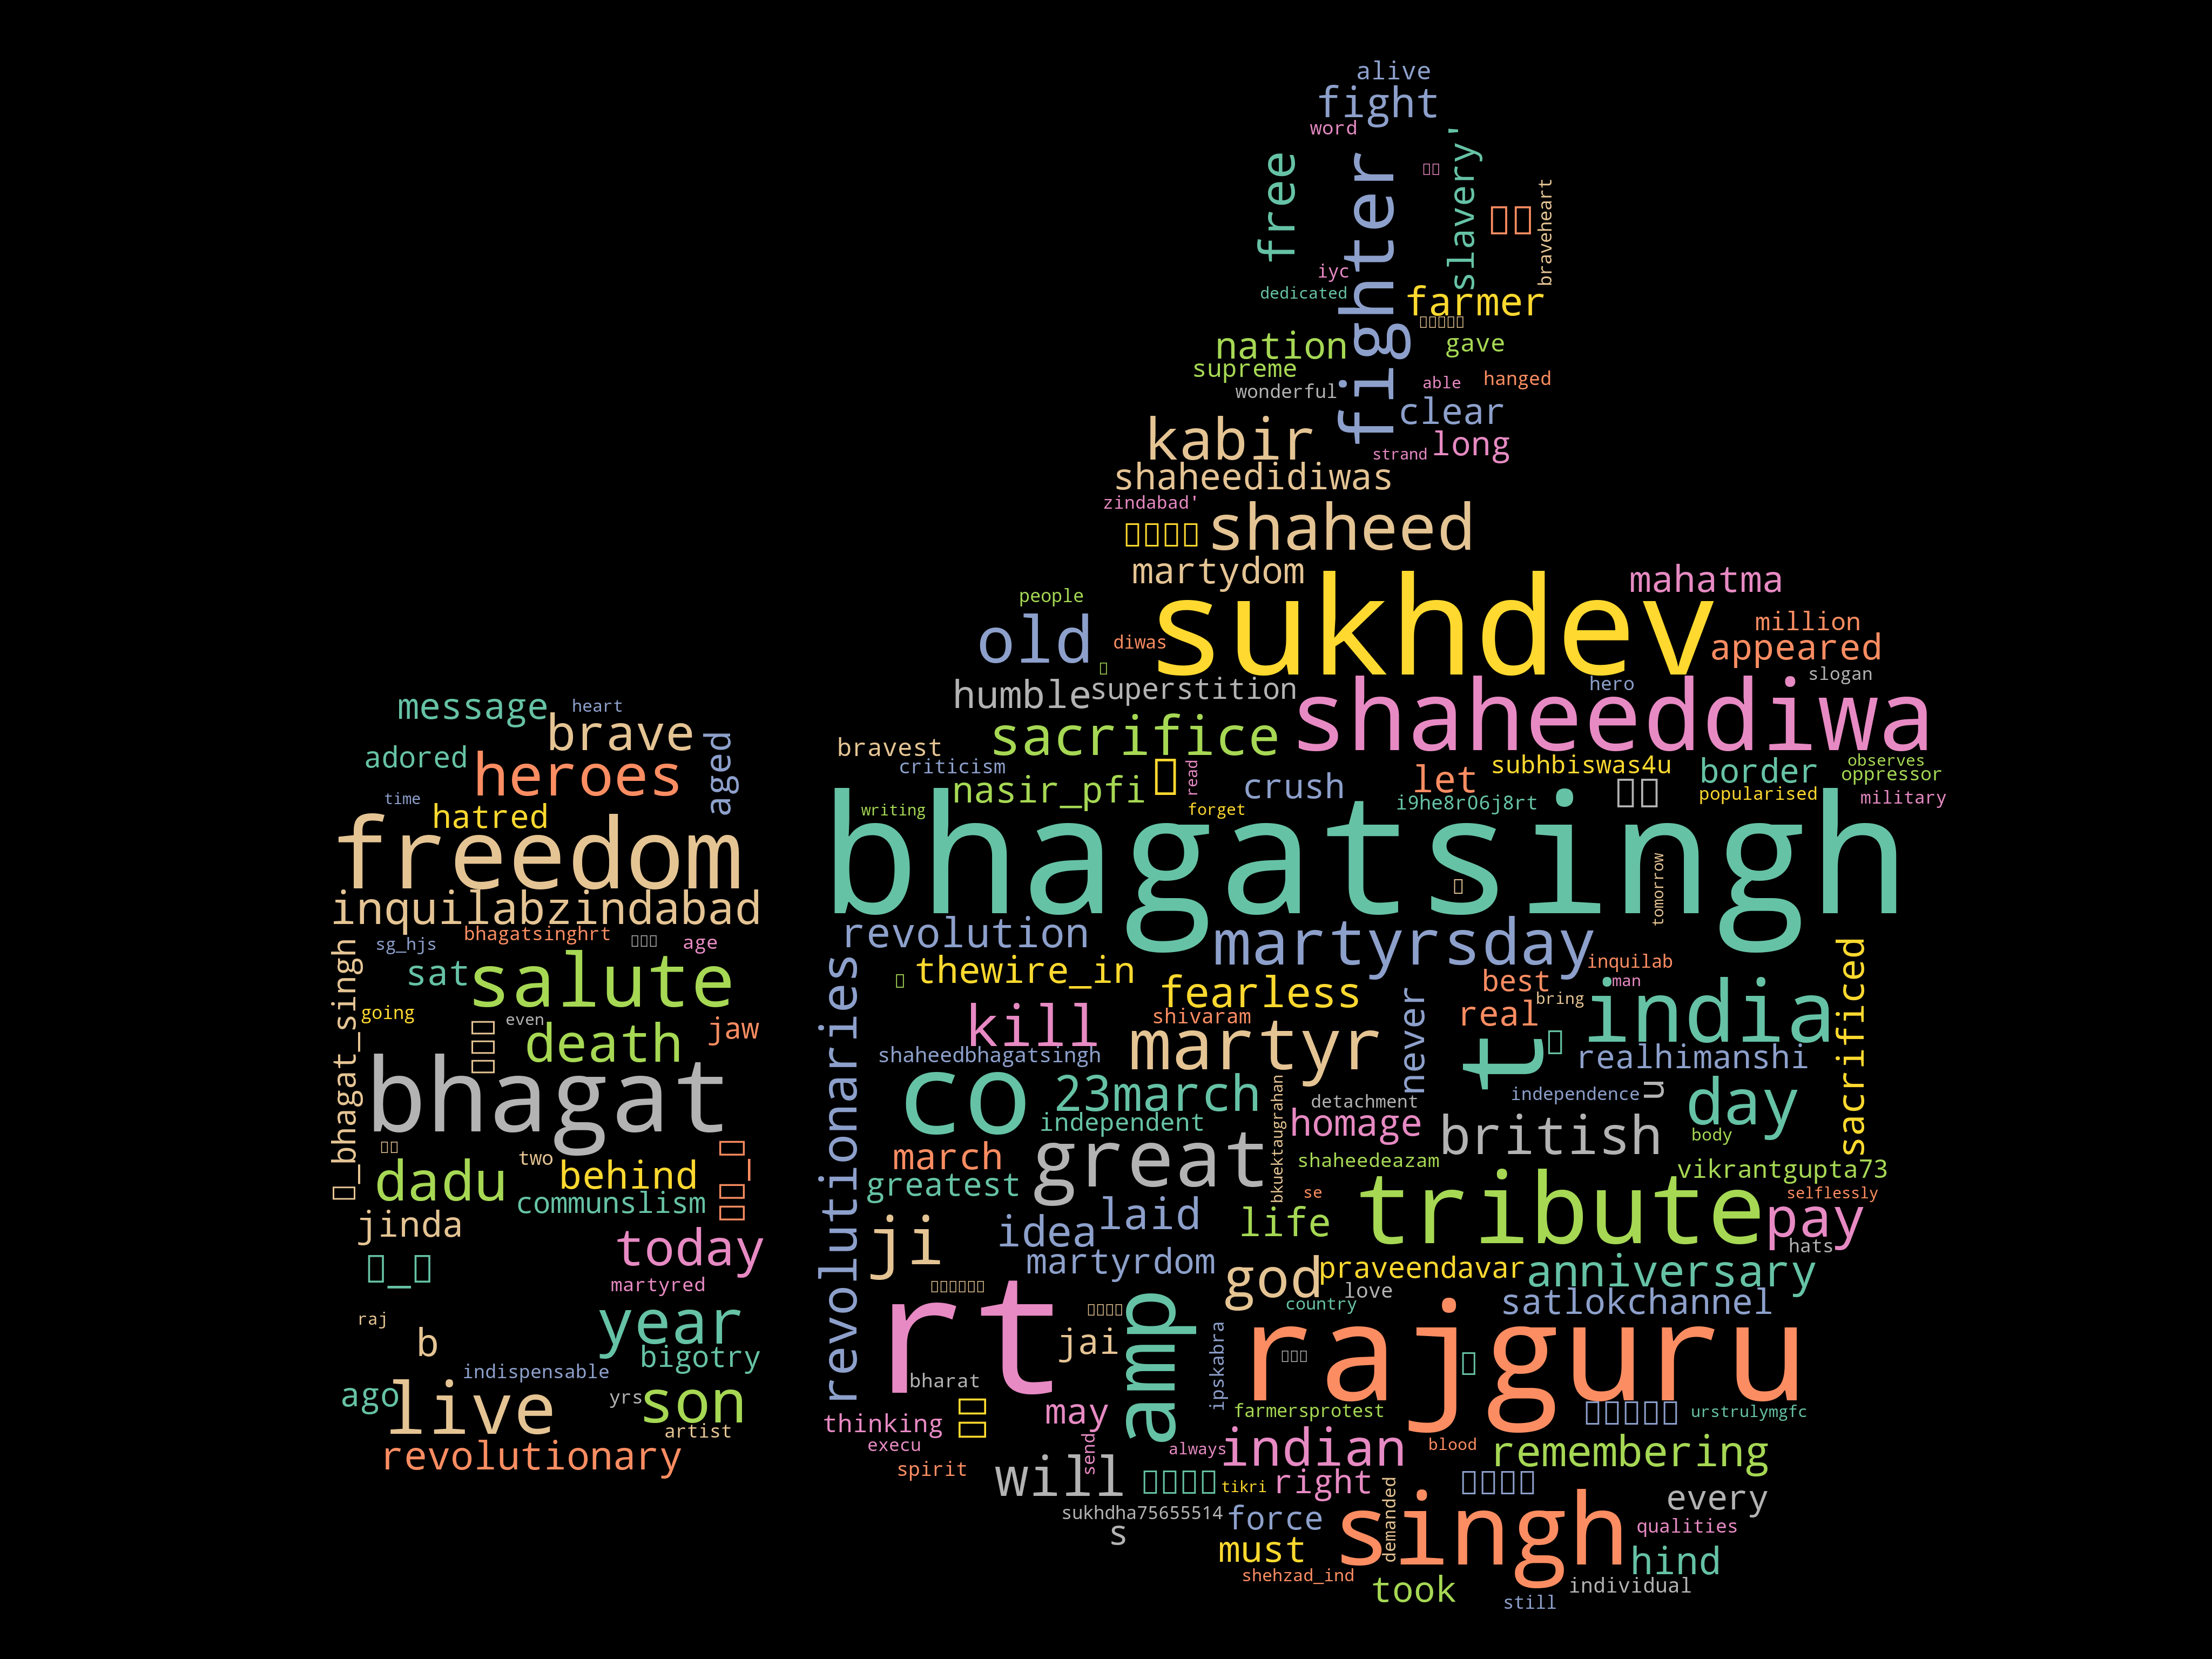 alive
fight
word
free
fighter
slavery'
braveheart
iyc
dedicated
farmer
nation
gave
supreme
wonderful
able
hanged
clear
kabir
long
strand
shaheedidiwas
zindabad'
shaheed
martydom
sukhdev
mahatma
people
million
old
diwas
appeared
slogan
humble
superstition
hero
shaheeddiwa
sacrifice
bravest
criticism
read
nasir_pfi
crush
let
subhbiswas4u
border
observes
oppressor
popularised
military
writing
forget
i9he8r06j8rt
bhagatsingh
tomorrow
revolution
martyrsday
inquilab
thewire_in
fearless
best
man
bring
india
sacrificed
revolutionaries
kill
shivaram
martyr
never
real
t
realhimanshi
shaheedbhagatsingh
co
23march
independent
bkuektaugrahan
detachment
homage
independence
u
day
british
body
march
great
greatest
shaheedeazam
vikrantgupta73
se
tribute
selflessly
pay
hats
ji
idea
laid
life
martyrdom
god
praveendavar
anniversary
love
country
satlokchannel
rt
jai
amp
ipskabra
rajguru
bharat
thinking
may
farmersprotest
urstrulymgfc
execu
send
always
indian
blood
remembering
spirit
will
tikri
right
demanded
every
sukhdha75655514
s
force
singh
qualities
must
hind
shehzad_ind
took
individual
still
message
heart
brave
aged
adored
heroes
time
hatred
freedom
inquilabzindabad
bhagatsinghrt
sg_hjs
age
_bhagat_singh
sat
salute
going
even
death
jaw
bhagat
two
dadu
behind
communslism
jinda
today
martyred
raj
year
b
bigotry
indispensable
ago
live
yrs
son
artist
revolutionary